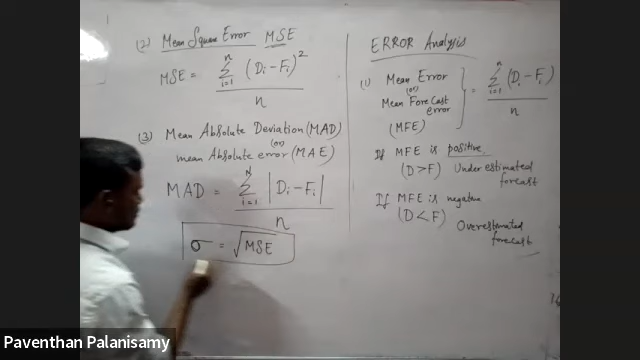 (2) Mean Square Error MSE
MSE = n Σ i=1 (Di – Fi)² / n
(3) Mean Absolute Deviation (MAD)
(or)
mean Absolute error (MAE)
MAD = N Σ i=1 |Di – Fi| / n
σ = √MSE
ERROR Analysis
(1) Mean Error
(or)
Mean Forecast error
(MFE)
= n Σ i=1 (Di – Fi) / n
If MFE is positive
(D>F) Under estimated
forecast
If MFE is negative
(D<F) Overestimated
forecast
Paventhan Palanisamy